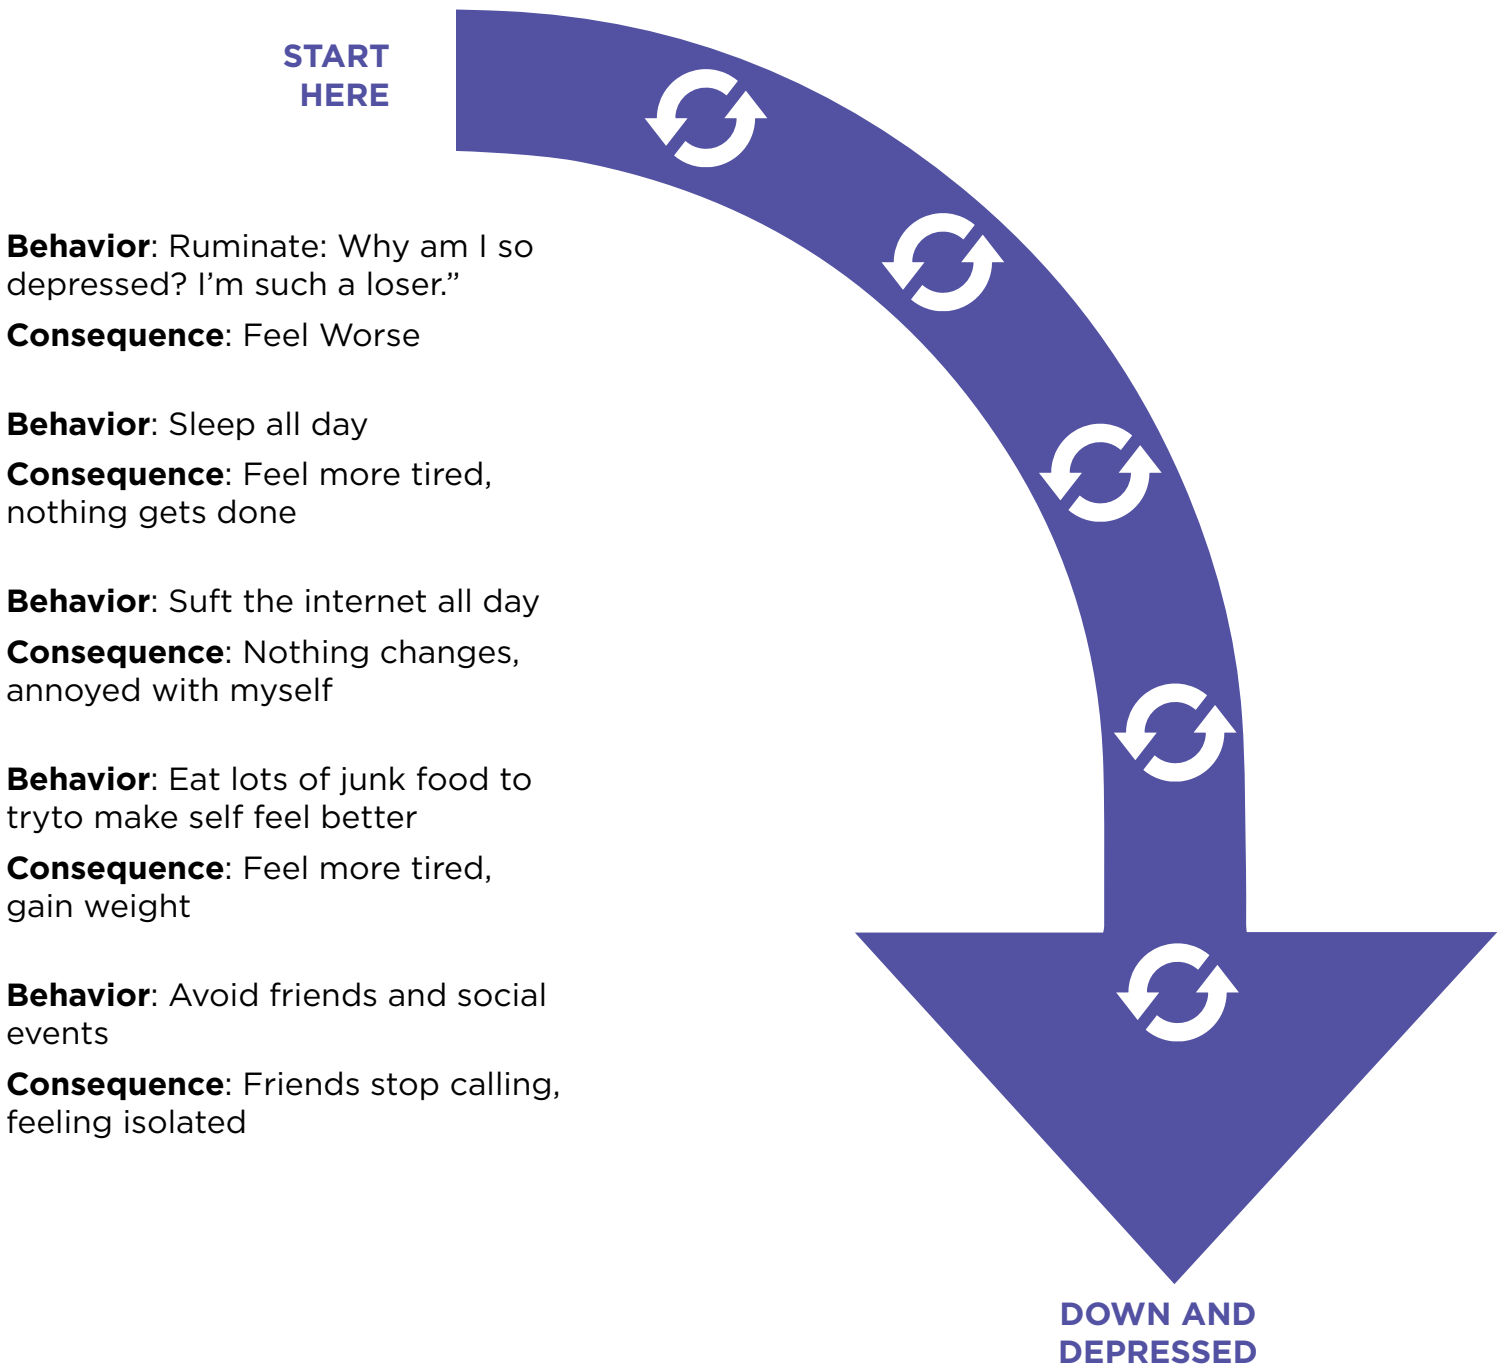 START
HERE
Behavior: Ruminate: Why am I so
depressed? I’m such a loser.”
Consequence: Feel Worse
Behavior: Sleep all day
Consequence: Feel more tired,
nothing gets done
Behavior: Suft the internet all day
Consequence: Nothing changes,
annoyed with myself
Behavior: Eat lots of junk food to
tryto make self feel better
Consequence: Feel more tired,
gain weight
Behavior: Avoid friends and social
events
Consequence: Friends stop calling,
feeling isolated
DOWN AND
DEPRESSED